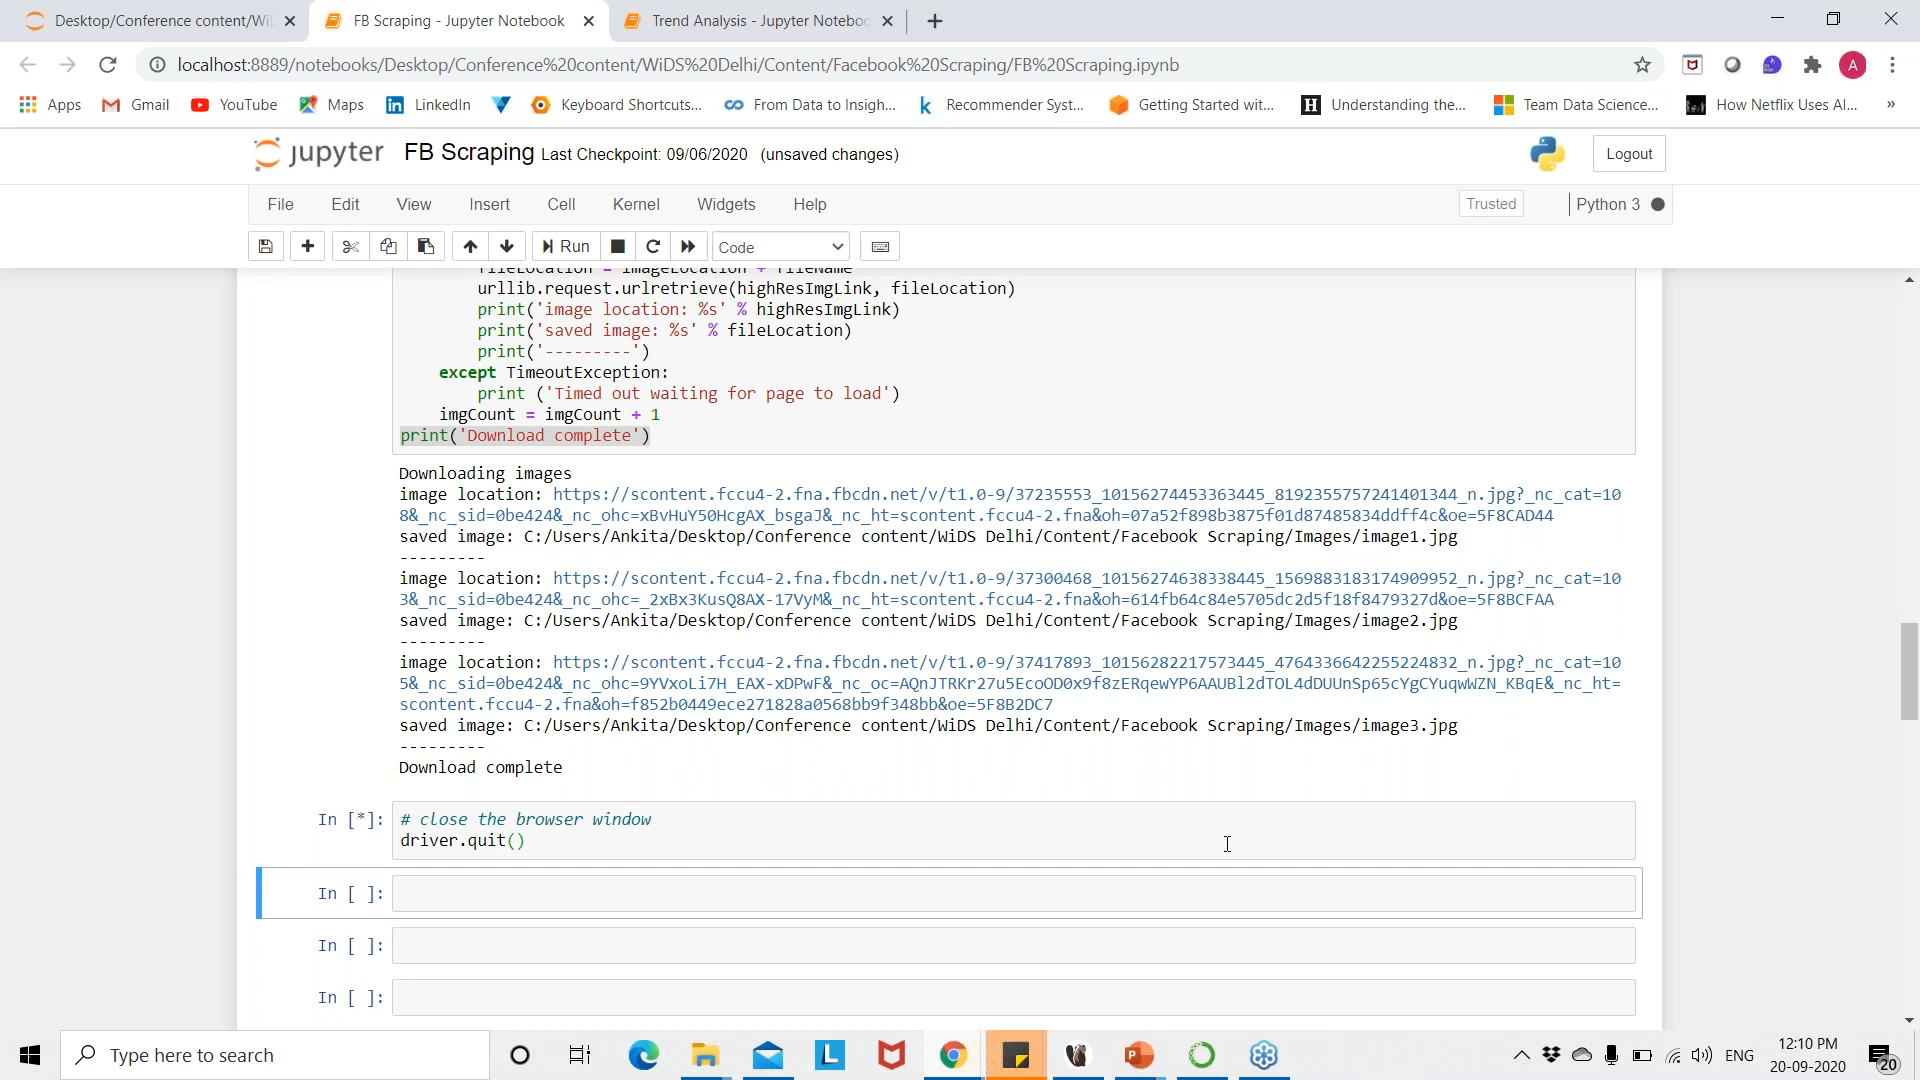 Desktop/Conference content/Wi
FB Scraping - Jupyter Notebook
Trend Analysis - Jupyter Noteboo
localhost:8889/notebooks/Desktop/Conference%20content/WiDS%20Delhi/Content/Facebook%20Scraping/FB%20Scraping.ipynb
Apps Gmail YouTube Maps LinkedIn Keyboard Shortcuts... From Data to Insigh... Recommender Syst... Getting Started wit... Understanding the... Team Data Science... How Netflix Uses Al... »
jupyter FB Scraping Last Checkpoint: 09/06/2020 (unsaved changes)
Logout
File Edit View Insert Cell Kernel Widgets Help
Trusted
Python 3
Run
Code
fileLocation = imageLocation + fileName
urllib.request.urlretrieve(highResImgLink, fileLocation)
print('image location: %s' % highResImgLink)
print('saved image: %s' % fileLocation)
print('---------')
except TimeoutException:
print ('Timed out waiting for page to load')
imgCount = imgCount + 1
print('Download complete')
Downloading images
image location: https://scontent.fccu4-2.fna.fbcdn.net/v/t1.0-9/37235553_10156274453363445_8192355757241401344_n.jpg?_nc_cat=10
8&_nc_sid=0be424&_nc_ohc=xBvHuY50HcgAX_bsgaJ&_nc_ht=scontent.fccu4-2.fna&oh=07a52f898b3875f01d87485834ddff4c&oe=5F8CAD44
saved image: C:/Users/Ankita/Desktop/Conference content/WiDS Delhi/Content/Facebook Scraping/Images/image1.jpg
---------
image location: https://scontent.fccu4-2.fna.fbcdn.net/v/t1.0-9/37300468_10156274638338445_1569883183174909952_n.jpg?_nc_cat=10
3&_nc_sid=0be424&_nc_ohc=_2xBx3KusQ8AX-17VyM&_nc_ht=scontent.fccu4-2.fna&oh=614fb64c84e5705dc2d5f18f8479327d&oe=5F8BCFAA
saved image: C:/Users/Ankita/Desktop/Conference content/WiDS Delhi/Content/Facebook Scraping/Images/image2.jpg
---------
image location: https://scontent.fccu4-2.fna.fbcdn.net/v/t1.0-9/37417893_10156282217573445_4764336642255224832_n.jpg?_nc_cat=10
5&_nc_sid=0be424&_nc_ohc=9YVxoLi7H_EAX-xDPwF&_nc_oc=AQnJTRKr27u5EcoOD0x9f8zERqewYP6AAUBl2dTOL4dDUUnSp65cYgCYuqwWZN_KBqE&_nc_ht=
scontent.fccu4-2.fna&oh=f852b0449ece271828a0568bb9f348bb&oe=5F8B2DC7
saved image: C:/Users/Ankita/Desktop/Conference content/WiDS Delhi/Content/Facebook Scraping/Images/image3.jpg
---------
Download complete
In [*]: # close the browser window
driver.quit()
In [ ]:
In [ ]:
In [ ]:
Type here to search
ENG
12:10 PM
20-09-2020
20